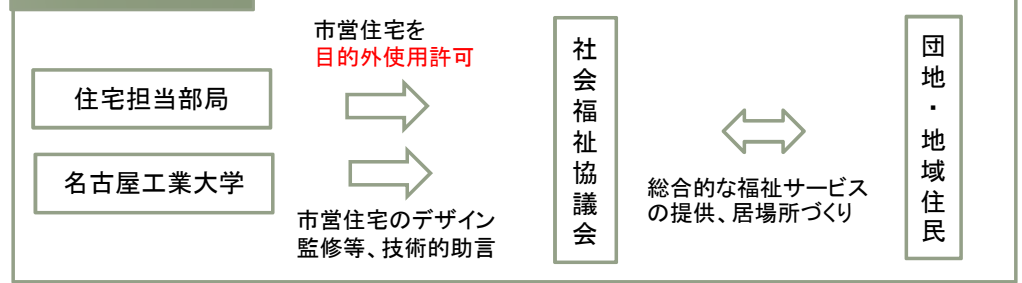 市営住宅を
目的外使用許可
住宅担当部局
名古屋工業大学
市営住宅のデザイン
監修等、技術的助言
社会福祉協議会
総合的な福祉サービス
の提供、居場所づくり
団地・地域住民